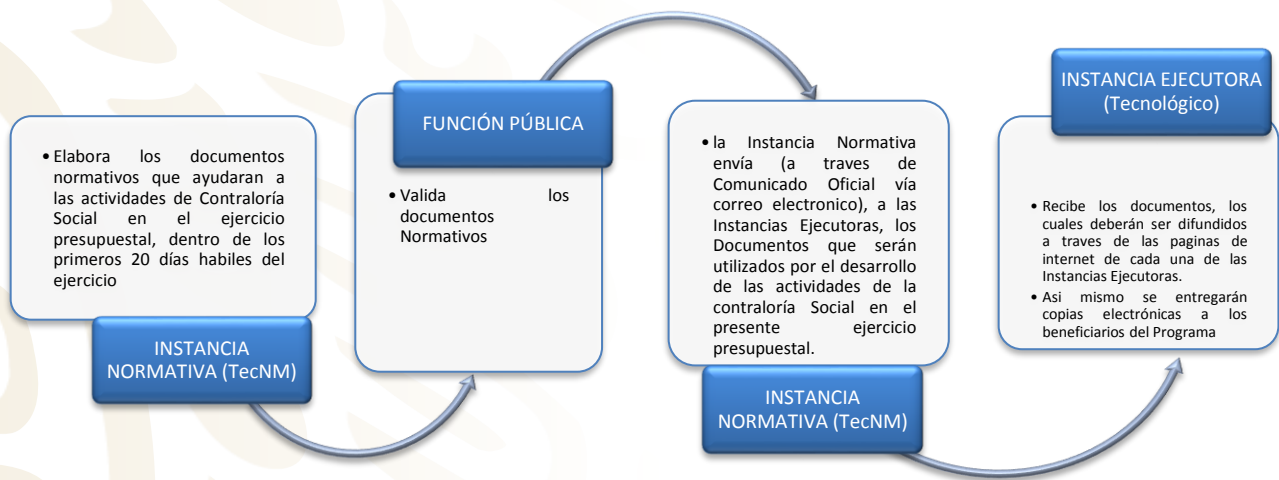 • Elabora los documentos
normativos que ayudaran a
las actividades de Contraloría
Social en el ejercicio
presupuestal, dentro de los
primeros 20 días habiles del
ejercicio
INSTANCIA
NORMATIVA (TecNM)
FUNCIÓN PÚBLICA
• Valida los
documentos
Normativos
• la Instancia Normativa
envía (a traves de
Comunicado Oficial vía
correo electronico), a las
Instancias Ejecutoras, los
Documentos que serán
utilizados por el desarrollo
de las actividades de la
contraloría Social en el
presente ejercicio
presupuestal.
INSTANCIA
NORMATIVA (TecNM)
INSTANCIA EJECUTORA
(Tecnológico)
• Recibe los documentos, los
cuales deberán ser difundidos
a traves de las paginas de
internet de cada una de las
Instancias Ejecutoras.
• Asi mismo se entregarán
copias electrónicas a los
beneficiarios del Programa